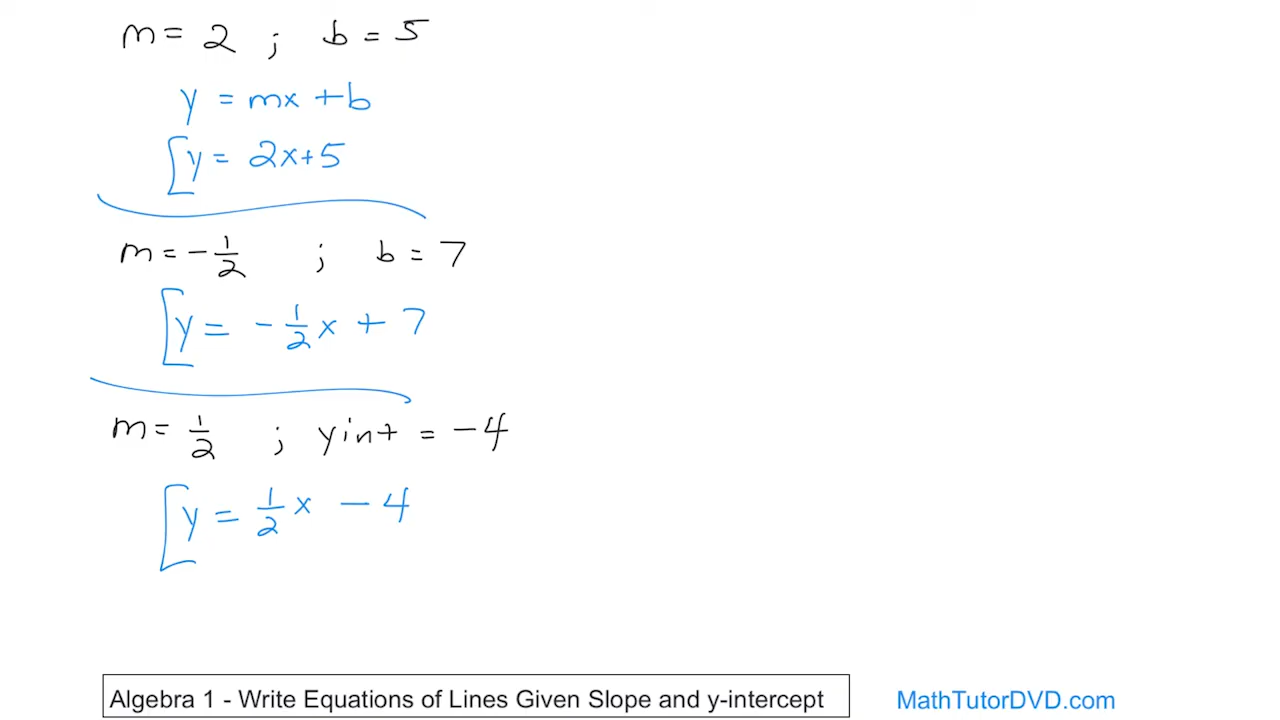 m = 2 ; b = 5
y = mx + b
y = 2x + 5
m = -1/2 ; b = 7
y = -1/2 x + 7
m = 1/2 ; y int = -4
y = 1/2 x - 4
Algebra 1 - Write Equations of Lines Given Slope and y-intercept
MathTutorDVD.com